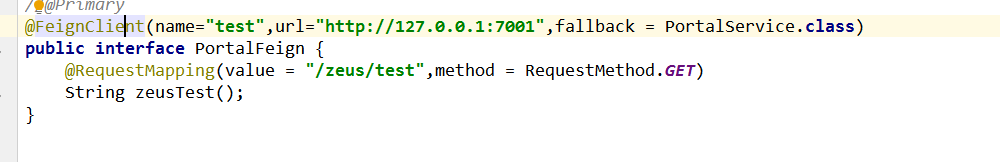 //@Primary
@FeignClient(name="test",url="http://127.0.0.1:7001",fallback = PortalService.class)
public interface PortalFeign {
@RequestMapping(value = "/zeus/test",method = RequestMethod.GET)
String zeusTest();
}